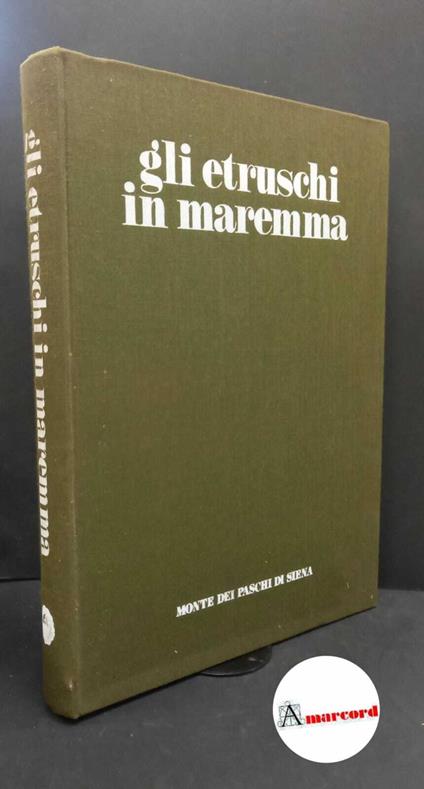 gli etruschi
in maremma
MONTE DEI PASCHI DI SIENA
gli etruschi in maremma
Amarcord